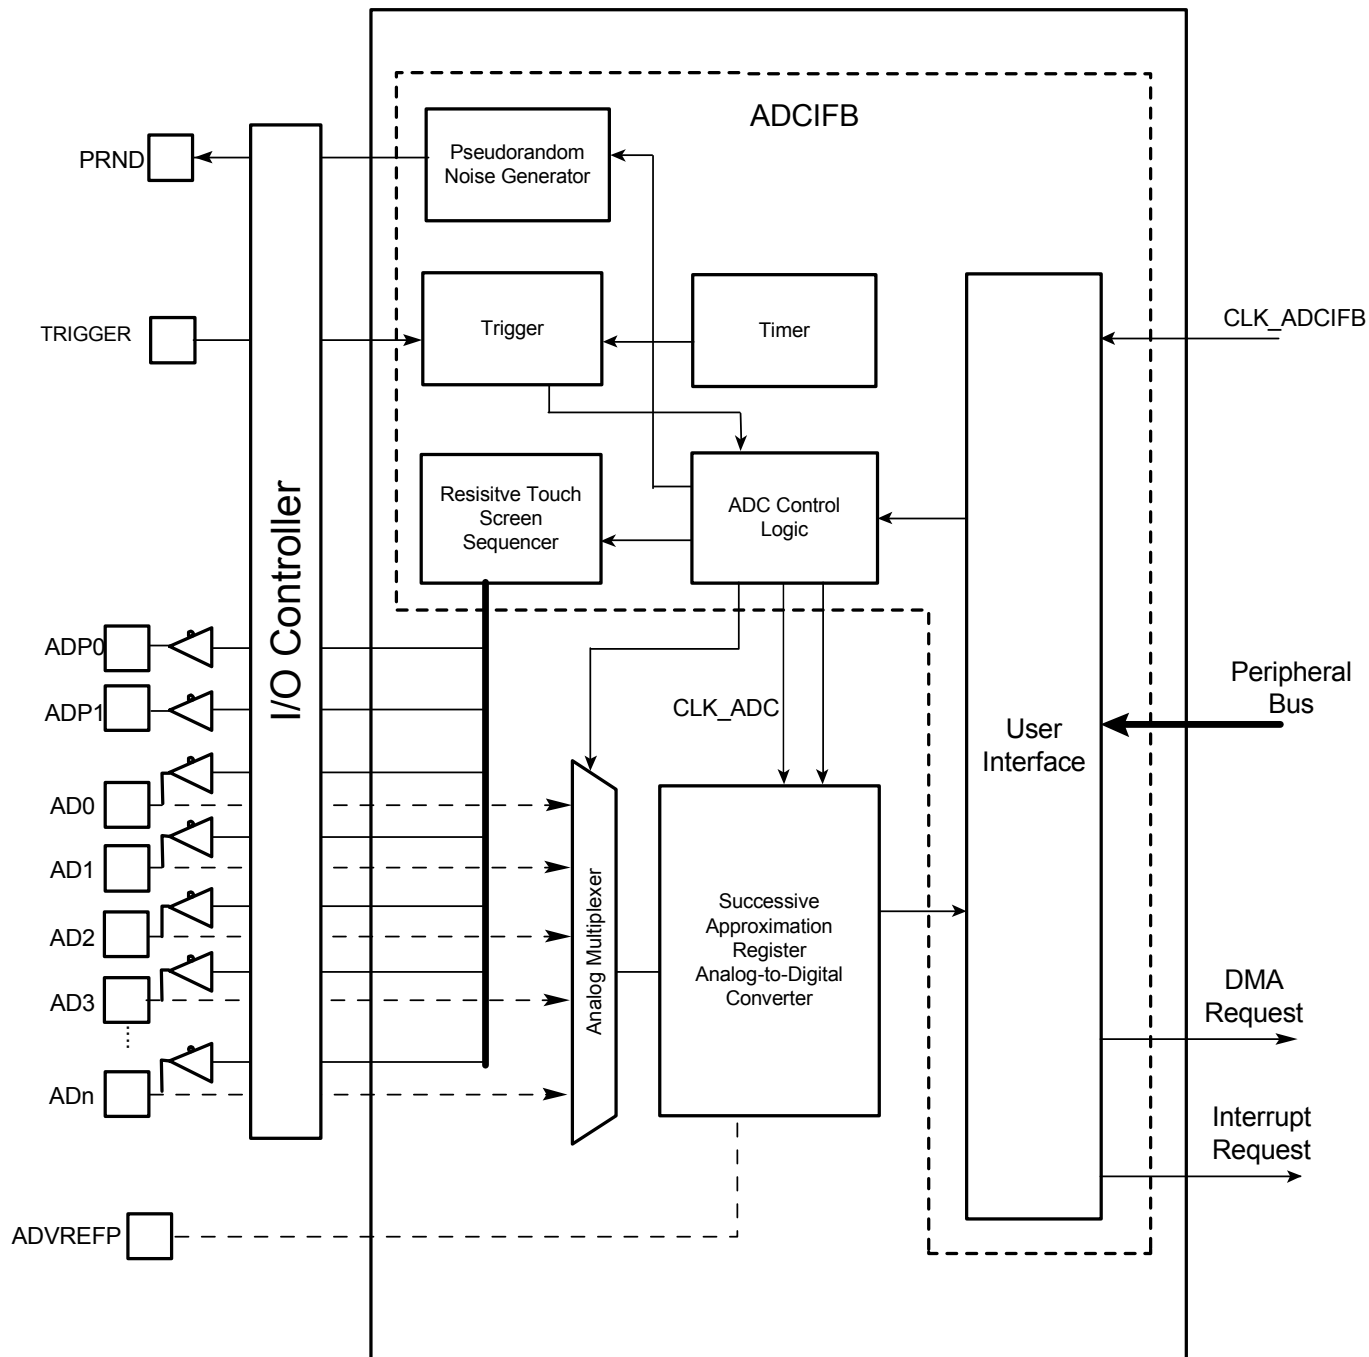 ADCIFB
PRND
Pseudorandom
Noise Generator
TRIGGER
Trigger
Timer
CLK_ADCIFB
I/O Controller
Resisitve Touch
Screen
Sequencer
ADC Control
Logic
ADP0
ADP1
CLK_ADC
User
Interface
Peripheral
Bus
AD0
AD1
AD2
AD3
ADn
Analog Multiplexer
Successive
Approximation
Register
Analog-to-Digital
Converter
DMA
Request
Interrupt
Request
ADVREFP